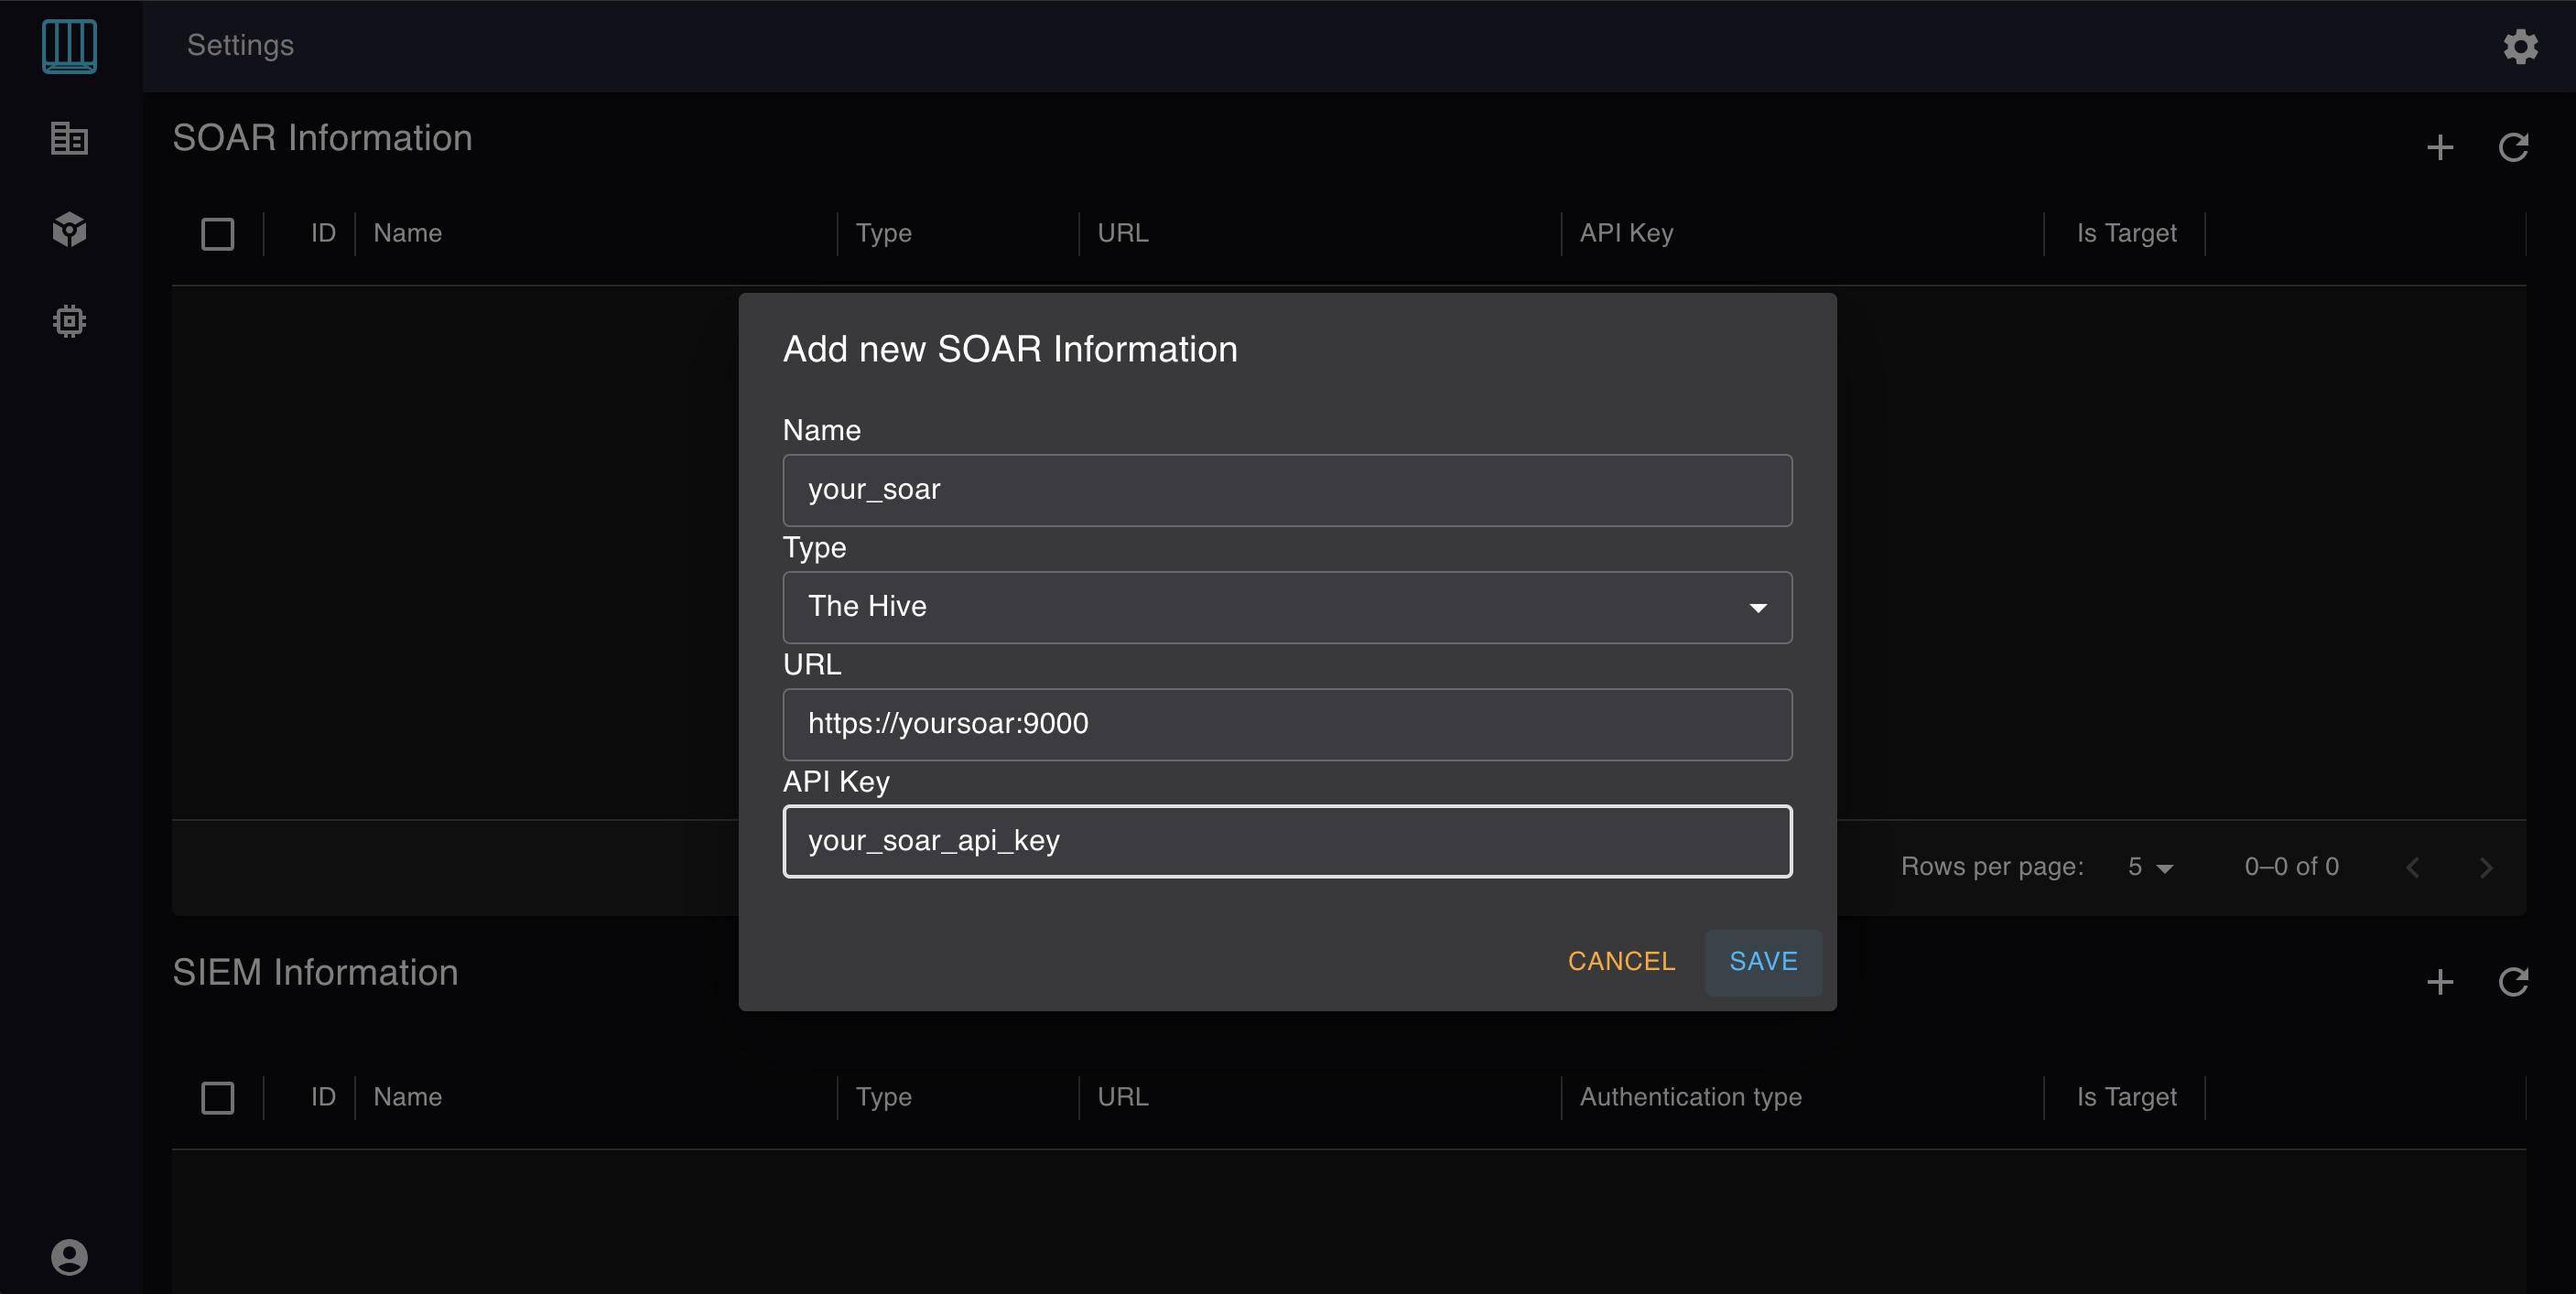 Settings
SOAR Information
ID Name Type URL API Key Is Target
Add new SOAR Information
Name
your_soar
Type
The Hive
URL
https://yoursoar:9000
API Key
your_soar_api_key
Rows per page: 5 0–0 of 0
CANCEL SAVE
SIEM Information
ID Name Type URL Authentication type Is Target